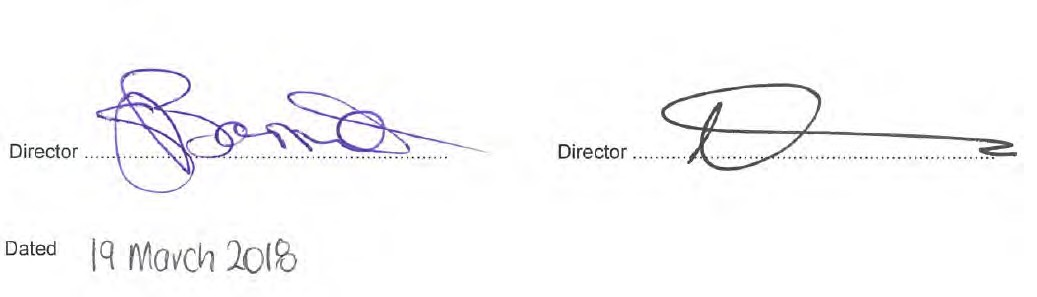 Director .......... Director ..........
Dated 19 March 2018